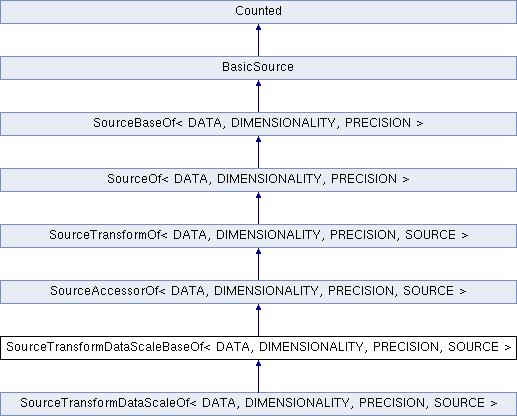 Counted
BasicSource
SourceBaseOf< DATA, DIMENSIONALITY, PRECISION >
SourceOf< DATA, DIMENSIONALITY, PRECISION >
SourceTransformOf< DATA, DIMENSIONALITY, PRECISION, SOURCE >
SourceAccessorOf< DATA, DIMENSIONALITY, PRECISION, SOURCE >
SourceTransformDataScaleBaseOf< DATA, DIMENSIONALITY, PRECISION, SOURCE >
SourceTransformDataScaleOf< DATA, DIMENSIONALITY, PRECISION, SOURCE >